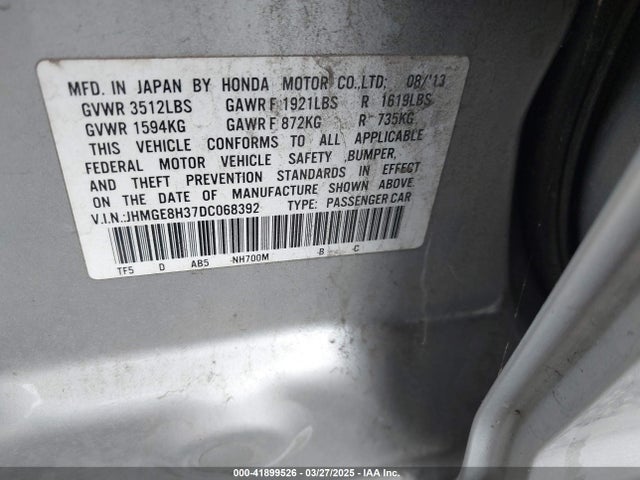 MFD. IN JAPAN BY HONDA MOTOR CO.,LTD; 08/'13
GVWR 3512LBS GAWR F 1921LBS R 1619LBS
GVWR 1594KG GAWR F 872KG R 735KG
THIS VEHICLE CONFORMS TO ALL APPLICABLE
FEDERAL MOTOR VEHICLE SAFETY ,BUMPER,
AND THEFT PREVENTION STANDARDS IN EFFECT
ON THE DATE OF MANUFACTURE SHOWN ABOVE.
V.I.N.:JHMGE8H37DC068392 TYPE: PASSENGER CAR
TF5 D AB5 NH700M B C
000-41899526 — 03/27/2025 — IAA Inc.